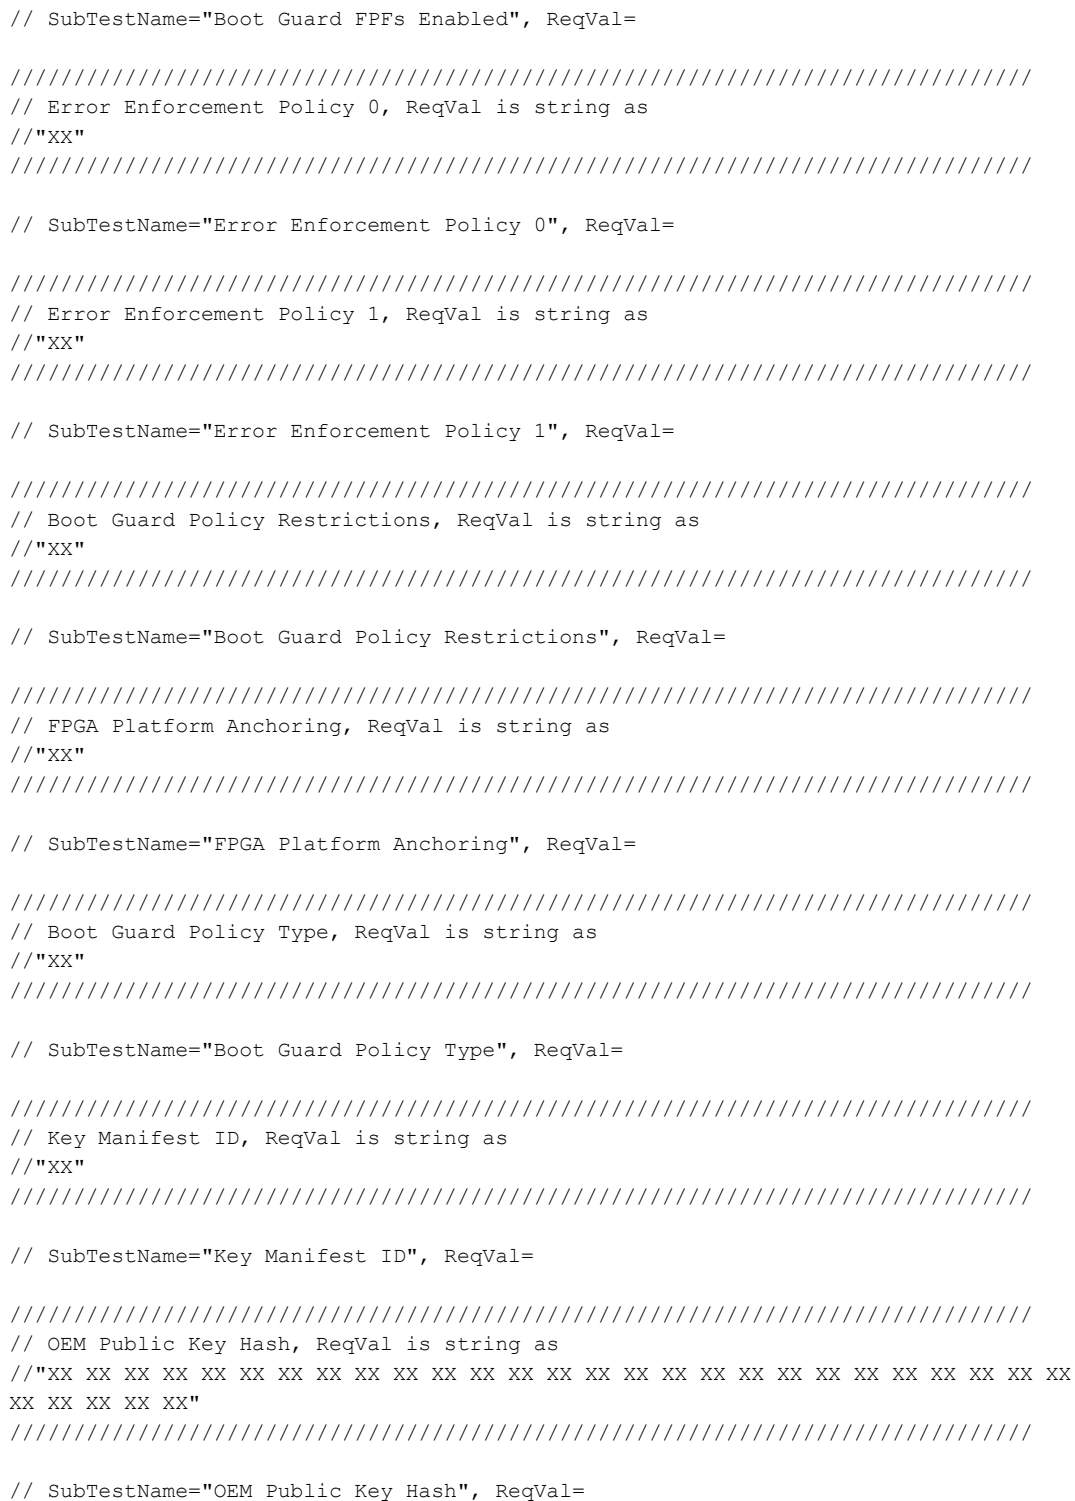 // SubTestName="Boot Guard FPFs Enabled", ReqVal=
////////////////////////////////////////////////////////////////////////////////
// Error Enforcement Policy 0, ReqVal is string as
//"XX"
////////////////////////////////////////////////////////////////////////////////
// SubTestName="Error Enforcement Policy 0", ReqVal=
////////////////////////////////////////////////////////////////////////////////
// Error Enforcement Policy 1, ReqVal is string as
//"XX"
////////////////////////////////////////////////////////////////////////////////
// SubTestName="Error Enforcement Policy 1", ReqVal=
////////////////////////////////////////////////////////////////////////////////
// Boot Guard Policy Restrictions, ReqVal is string as
//"XX"
////////////////////////////////////////////////////////////////////////////////
// SubTestName="Boot Guard Policy Restrictions", ReqVal=
////////////////////////////////////////////////////////////////////////////////
// FPGA Platform Anchoring, ReqVal is string as
//"XX"
////////////////////////////////////////////////////////////////////////////////
// SubTestName="FPGA Platform Anchoring", ReqVal=
////////////////////////////////////////////////////////////////////////////////
// Boot Guard Policy Type, ReqVal is string as
//"XX"
////////////////////////////////////////////////////////////////////////////////
// SubTestName="Boot Guard Policy Type", ReqVal=
////////////////////////////////////////////////////////////////////////////////
// Key Manifest ID, ReqVal is string as
//"XX"
////////////////////////////////////////////////////////////////////////////////
// SubTestName="Key Manifest ID", ReqVal=
////////////////////////////////////////////////////////////////////////////////
// OEM Public Key Hash, ReqVal is string as
//"XX XX XX XX XX XX XX XX XX XX XX XX XX XX XX XX XX XX XX XX XX XX XX XX XX XX XX
XX XX XX XX XX"
////////////////////////////////////////////////////////////////////////////////
// SubTestName="OEM Public Key Hash", ReqVal=